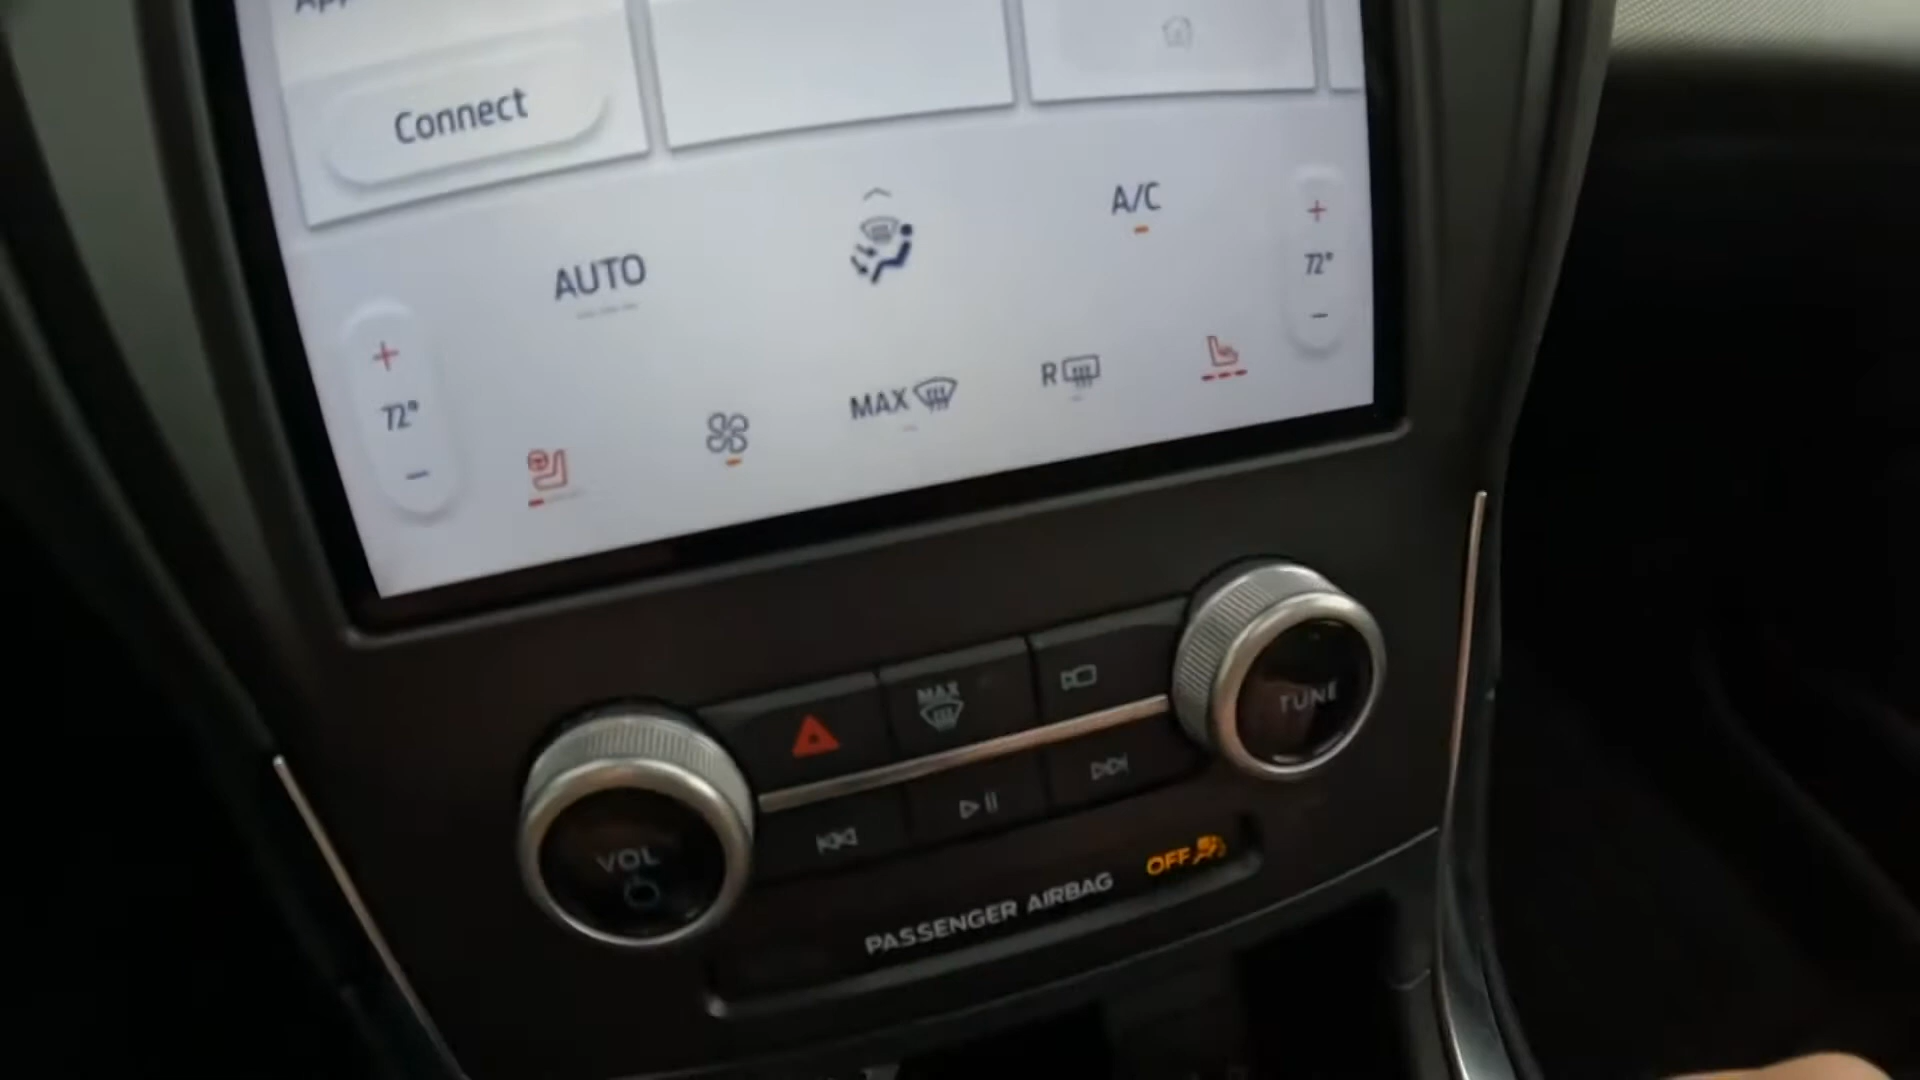 Connect
AUTO
A/C
+
72°
-
+
72°
-
MAX
R
MAX
TUNE
VOL
OFF
PASSENGER AIRBAG